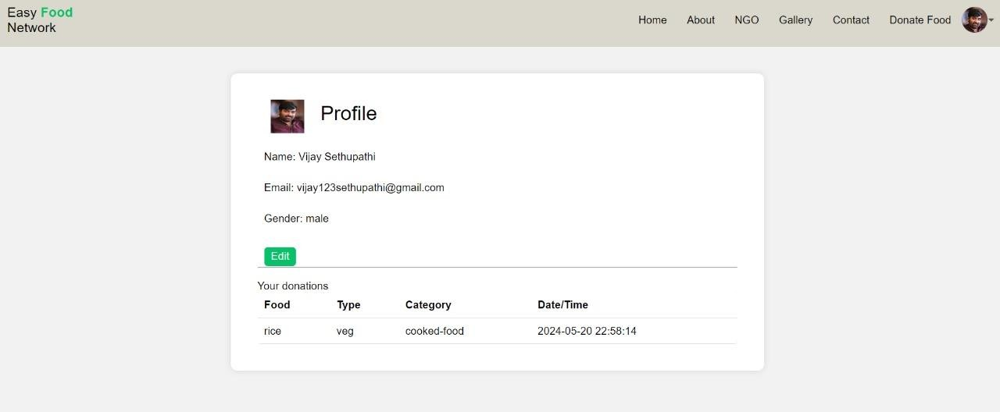 Easy Food
Network
Home About NGO Gallery Contact Donate Food
Profile
Name: Vijay Sethupathi
Email: vijay123sethupathi@gmail.com
Gender: male
Edit
Your donations
Food Type Category Date/Time
rice veg cooked-food 2024-05-20 22:58:14